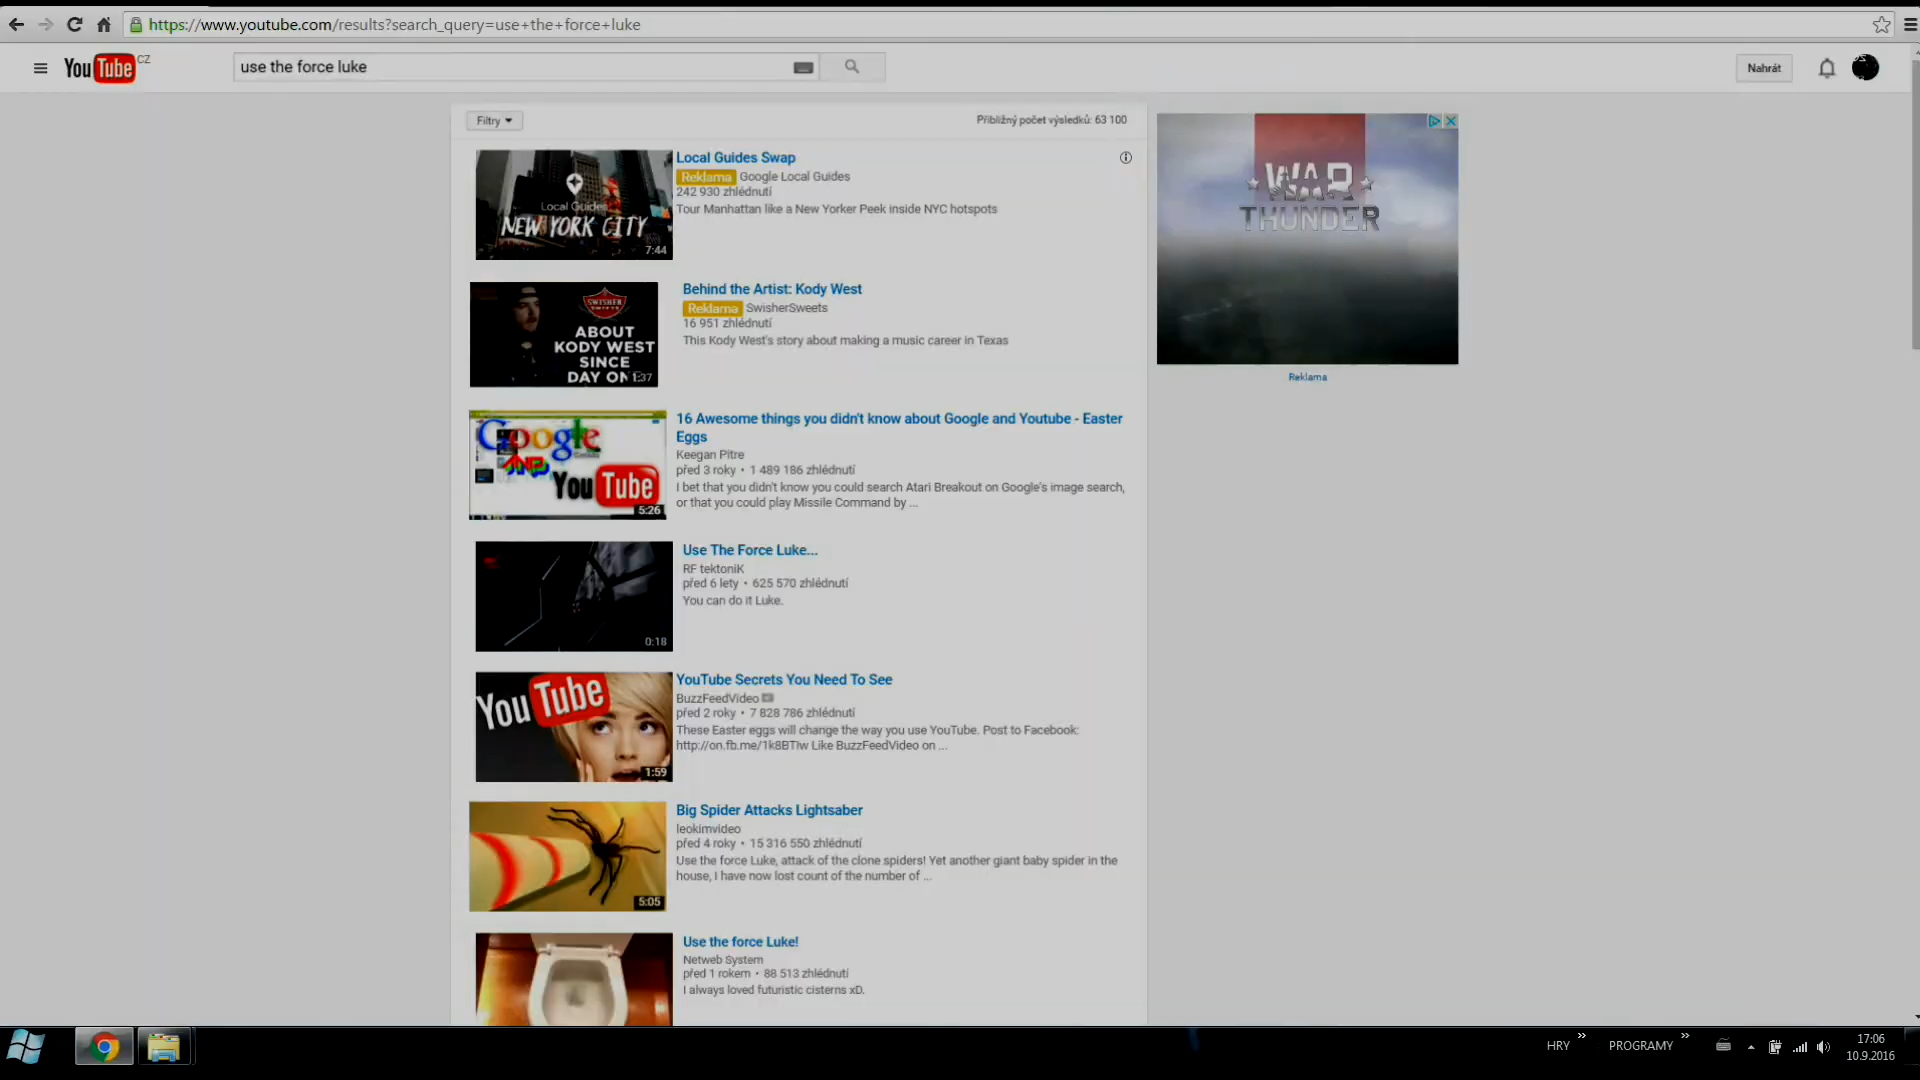 https://www.youtube.com/results?search_query=use+the+force+luke
YouTube CZ
use the force luke
Nahrát
Filtry
Přibližný počet výsledků: 63 100
Local Guides
NEW YORK CITY
7:44
Local Guides Swap
Reklama Google Local Guides
242 930 zhlédnutí
Tour Manhattan like a New Yorker Peek inside NYC hotspots
WAR
THUNDER
Reklama
SWISHER
SWEETS
ABOUT
KODY WEST
SINCE
DAY ON
1:37
Behind the Artist: Kody West
Reklama SwisherSweets
16 951 zhlédnutí
This Kody West's story about making a music career in Texas
Google
AND
YouTube
5:26
16 Awesome things you didn't know about Google and Youtube - Easter
Eggs
Keegan Pitre
před 3 roky • 1 489 186 zhlédnutí
I bet that you didn't know you could search Atari Breakout on Google's image search,
or that you could play Missile Command by ...
0:18
Use The Force Luke...
RF tektoniK
před 6 lety • 625 570 zhlédnutí
You can do it Luke.
YouTube
1:59
YouTube Secrets You Need To See
BuzzFeedVideo
před 2 roky • 7 828 786 zhlédnutí
These Easter eggs will change the way you use YouTube. Post to Facebook:
http://on.fb.me/1k8BTIw Like BuzzFeedVideo on ...
5:05
Big Spider Attacks Lightsaber
leokimvideo
před 4 roky • 15 316 550 zhlédnutí
Use the force Luke, attack of the clone spiders! Yet another giant baby spider in the
house, I have now lost count of the number of ...
Use the force Luke!
Netweb System
před 1 rokem • 88 513 zhlédnutí
I always loved futuristic cisterns xD.
HRY
PROGRAMY
17:06
10.9.2016